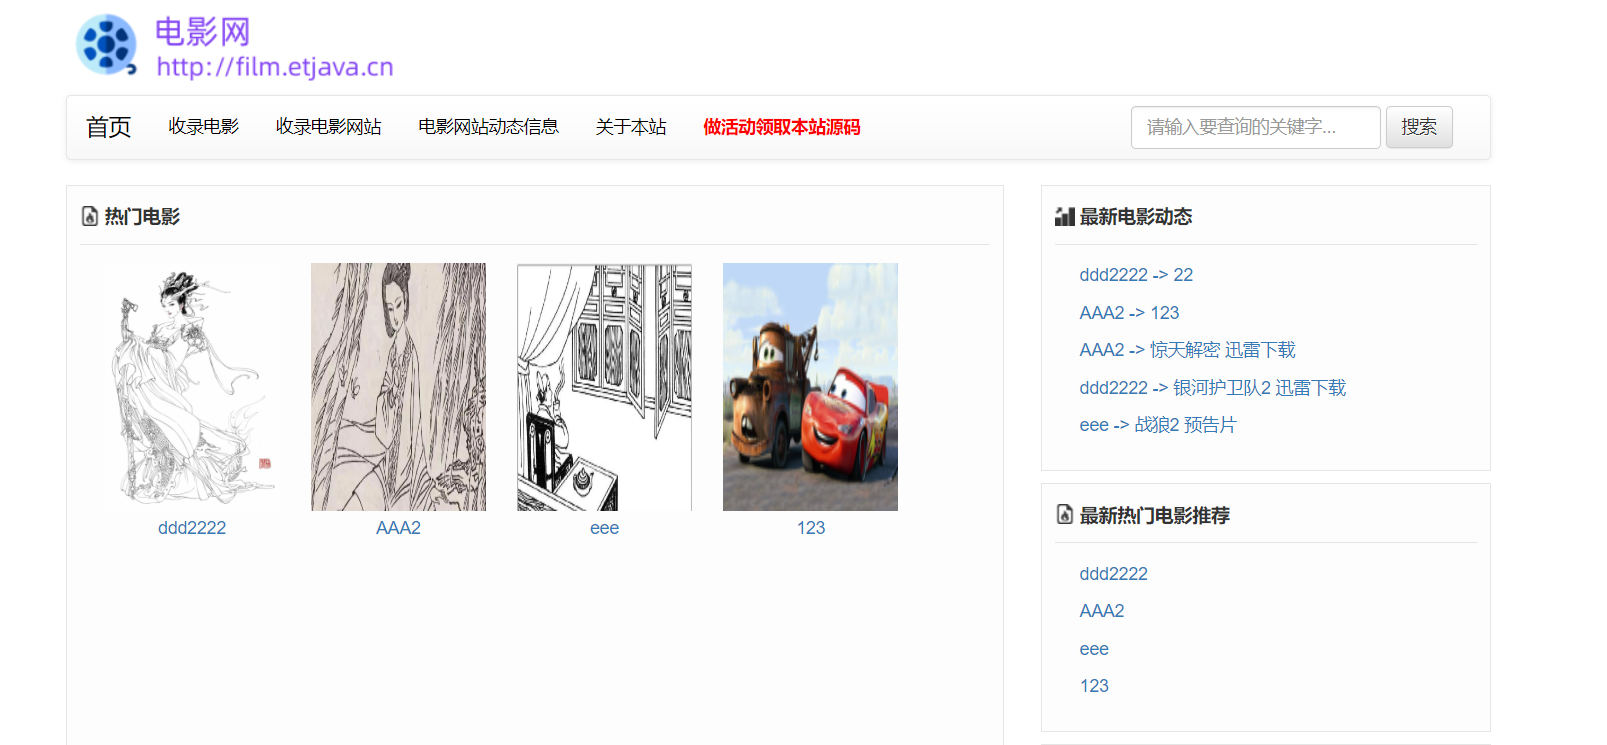 电影网
http://film.etjava.cn
首页 收录电影 收录电影网站 电影网站动态信息 关于本站 做活动领取本站源码 请输入要查询的关键字... 搜索
热门电影
ddd2222 AAA2 eee 123
最新电影动态
ddd2222 -> 22
AAA2 -> 123
AAA2 -> 惊天解密 迅雷下载
ddd2222 -> 银河护卫队2 迅雷下载
eee -> 战狼2 预告片
最新热门电影推荐
ddd2222
AAA2
eee
123